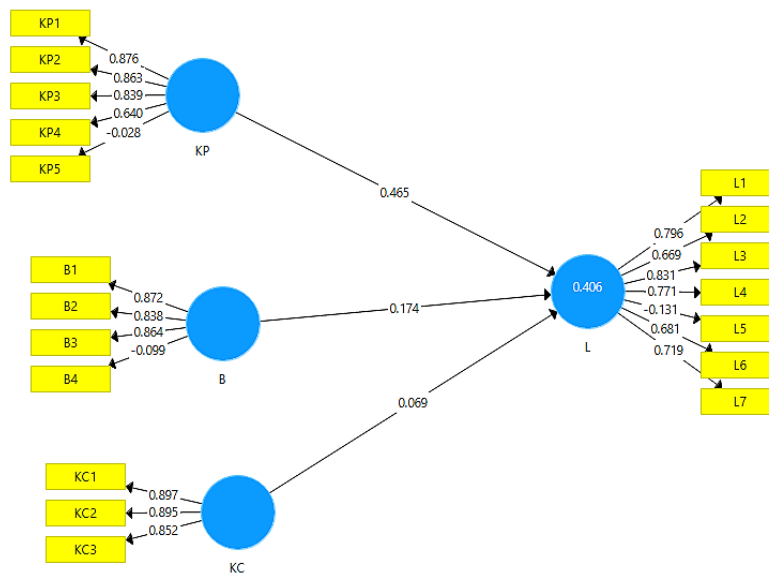 KP1
KP2
KP3
KP4
KP5
0.876
0.863
0.839
0.640
-0.028
KP
0.465
B1
B2
B3
B4
0.872
0.838
0.864
-0.099
B
0.174
KC1
KC2
KC3
0.897
0.895
0.852
KC
0.069
0.406
L
0.796
0.669
0.831
0.771
-0.131
0.681
0.719
L1
L2
L3
L4
L5
L6
L7